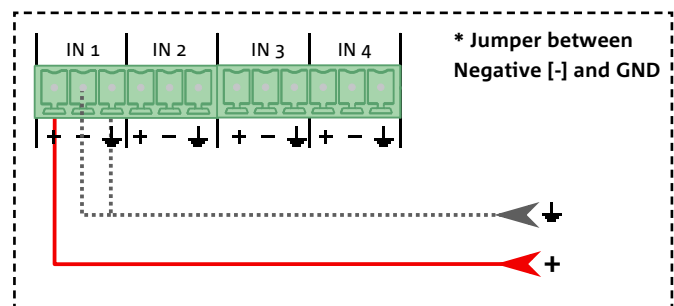 IN 1 IN 2 IN 3 IN 4
* Jumper between
Negative [-] and GND
+ − + − + − + −
+